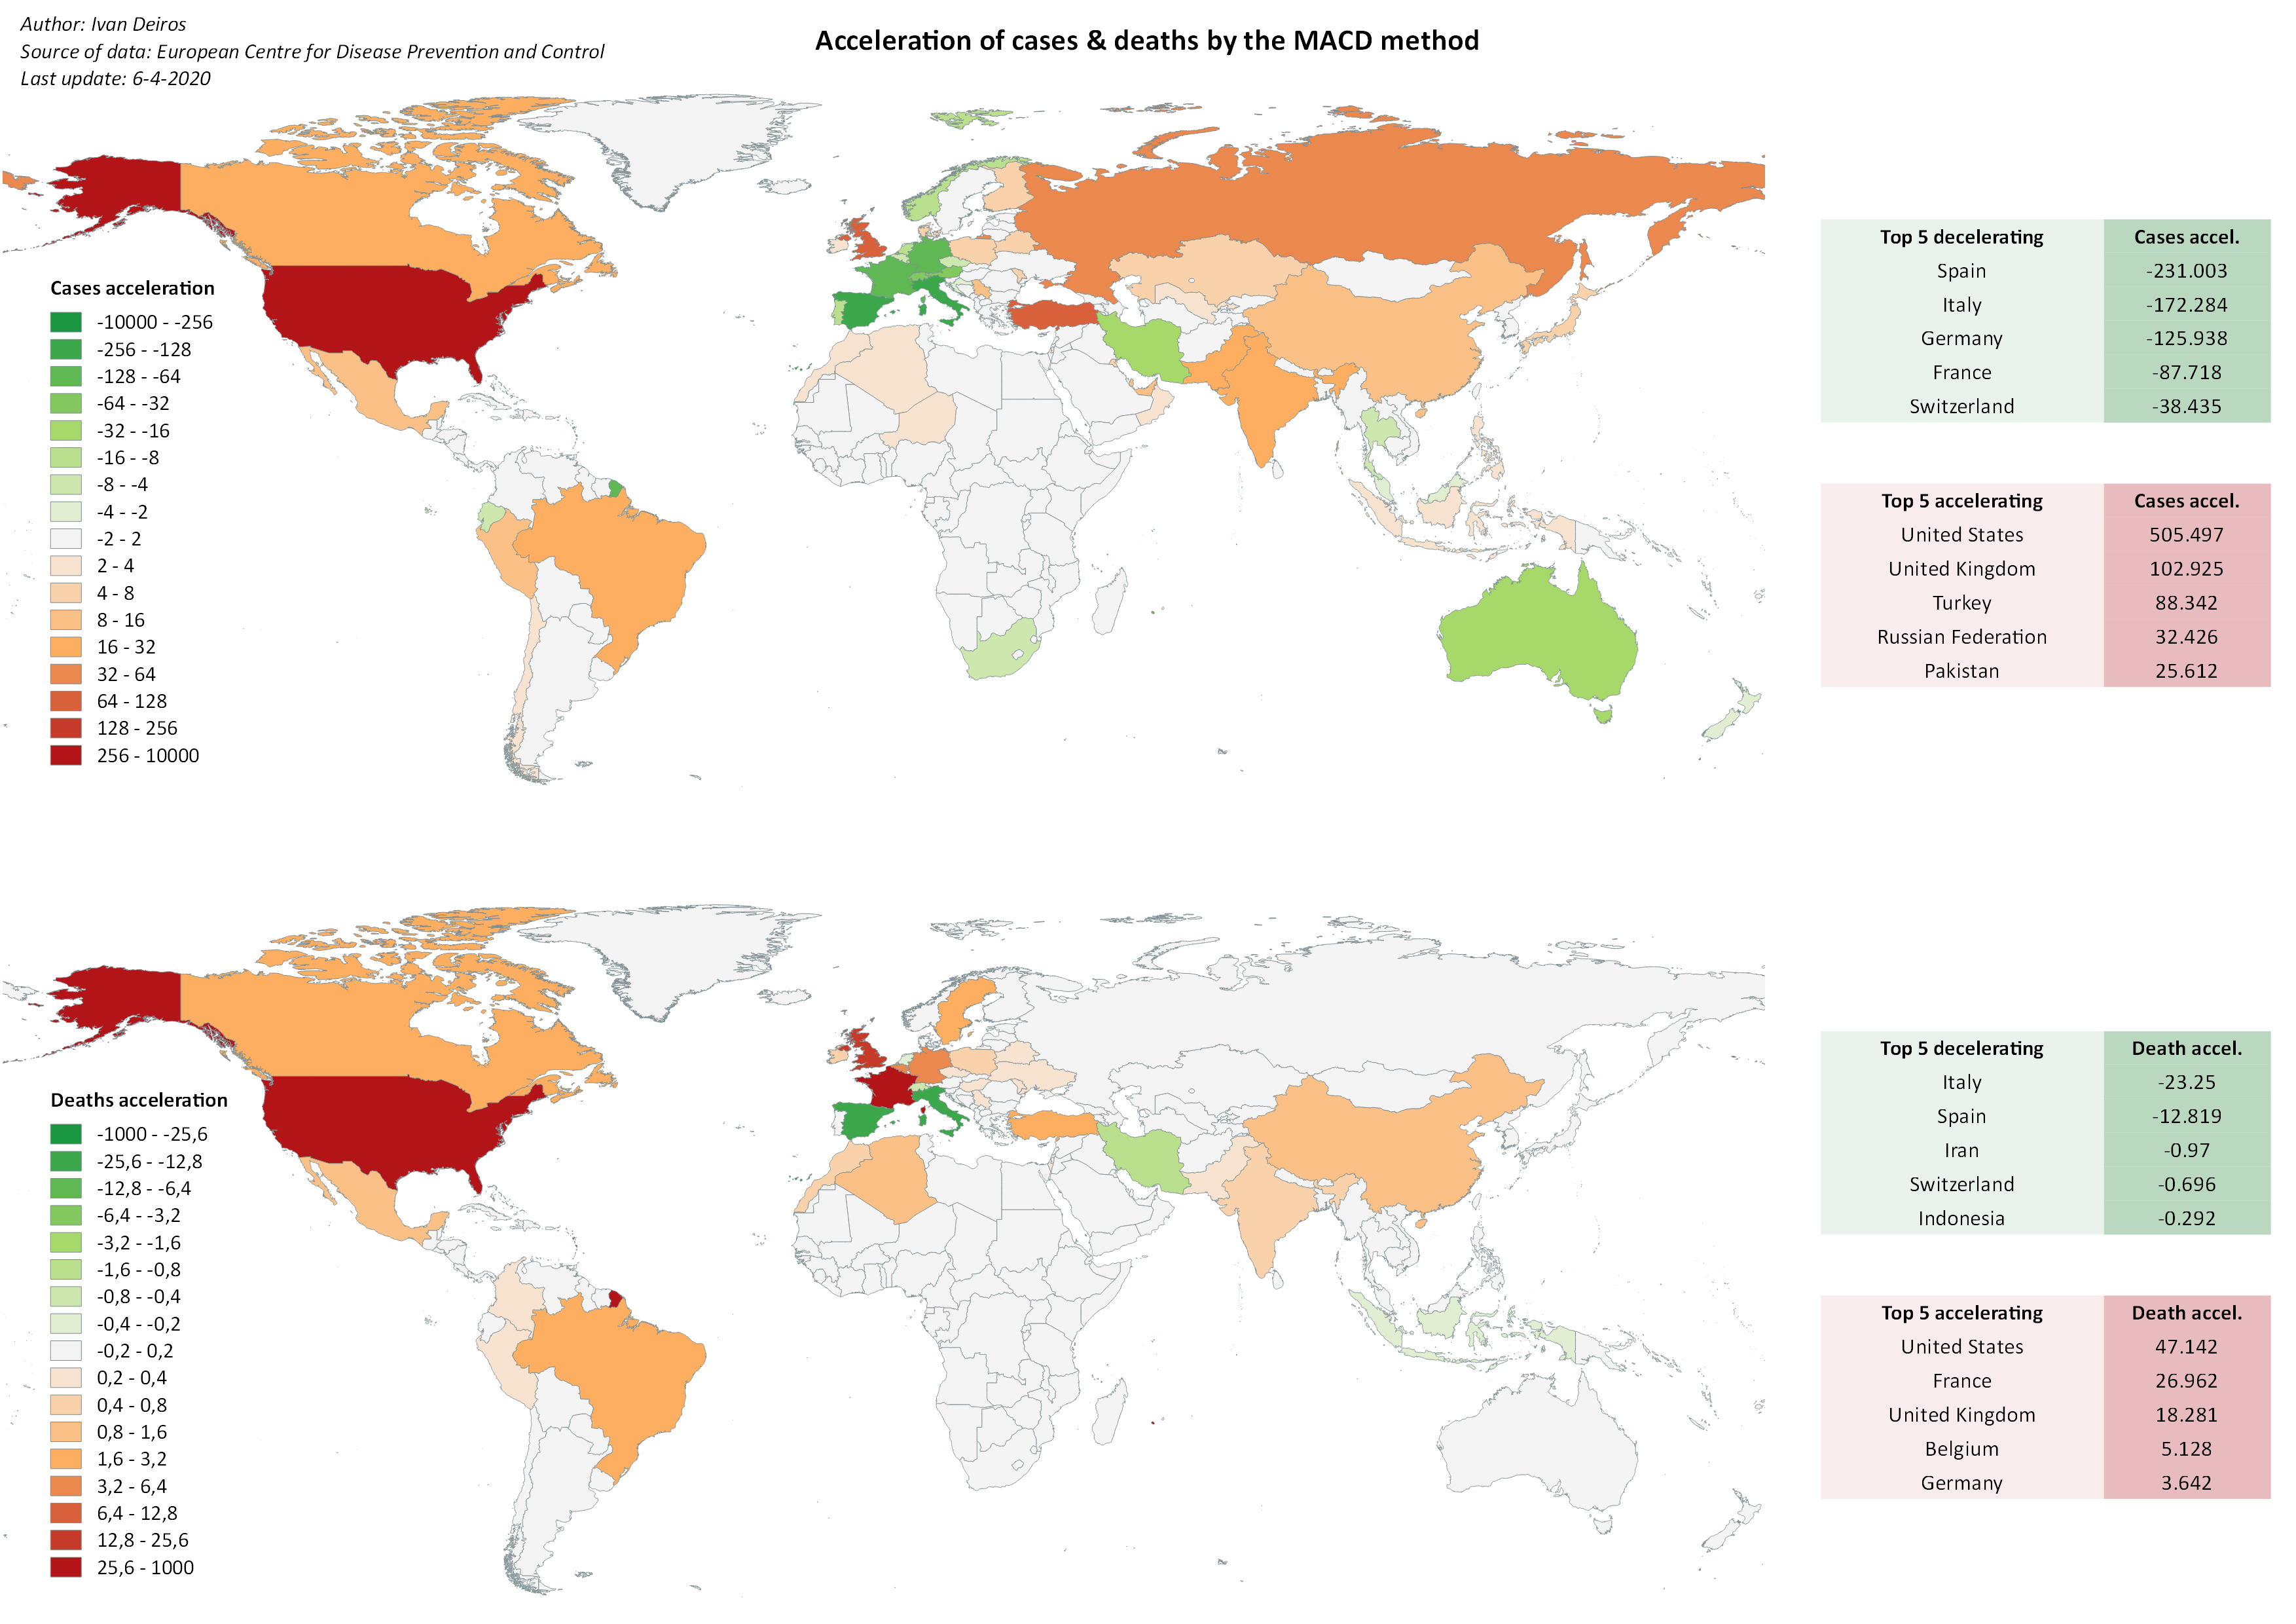 Author: Ivan Deiros
Source of data: European Centre for Disease Prevention and Control
Last update: 6-4-2020
Acceleration of cases & deaths by the MACD method
Cases acceleration
-10000 - -256
-256 - -128
-128 - -64
-64 - -32
-32 - -16
-16 - -8
-8 - -4
-4 - -2
-2 - 2
2 - 4
4 - 8
8 - 16
16 - 32
32 - 64
64 - 128
128 - 256
256 - 10000
Top 5 decelerating Cases accel.
Spain -231.003
Italy -172.284
Germany -125.938
France -87.718
Switzerland -38.435
Top 5 accelerating Cases accel.
United States 505.497
United Kingdom 102.925
Turkey 88.342
Russian Federation 32.426
Pakistan 25.612
Deaths acceleration
-1000 - -25,6
-25,6 - -12,8
-12,8 - -6,4
-6,4 - -3,2
-3,2 - -1,6
-1,6 - -0,8
-0,8 - -0,4
-0,4 - -0,2
-0,2 - 0,2
0,2 - 0,4
0,4 - 0,8
0,8 - 1,6
1,6 - 3,2
3,2 - 6,4
6,4 - 12,8
12,8 - 25,6
25,6 - 1000
Top 5 decelerating Death accel.
Italy -23.25
Spain -12.819
Iran -0.97
Switzerland -0.696
Indonesia -0.292
Top 5 accelerating Death accel.
United States 47.142
France 26.962
United Kingdom 18.281
Belgium 5.128
Germany 3.642